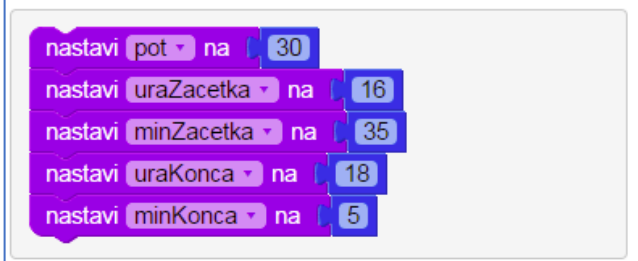 nastavi pot na 30
nastavi uraZacetka na 16
nastavi minZacetka na 35
nastavi uraKonca na 18
nastavi minKonca na 5